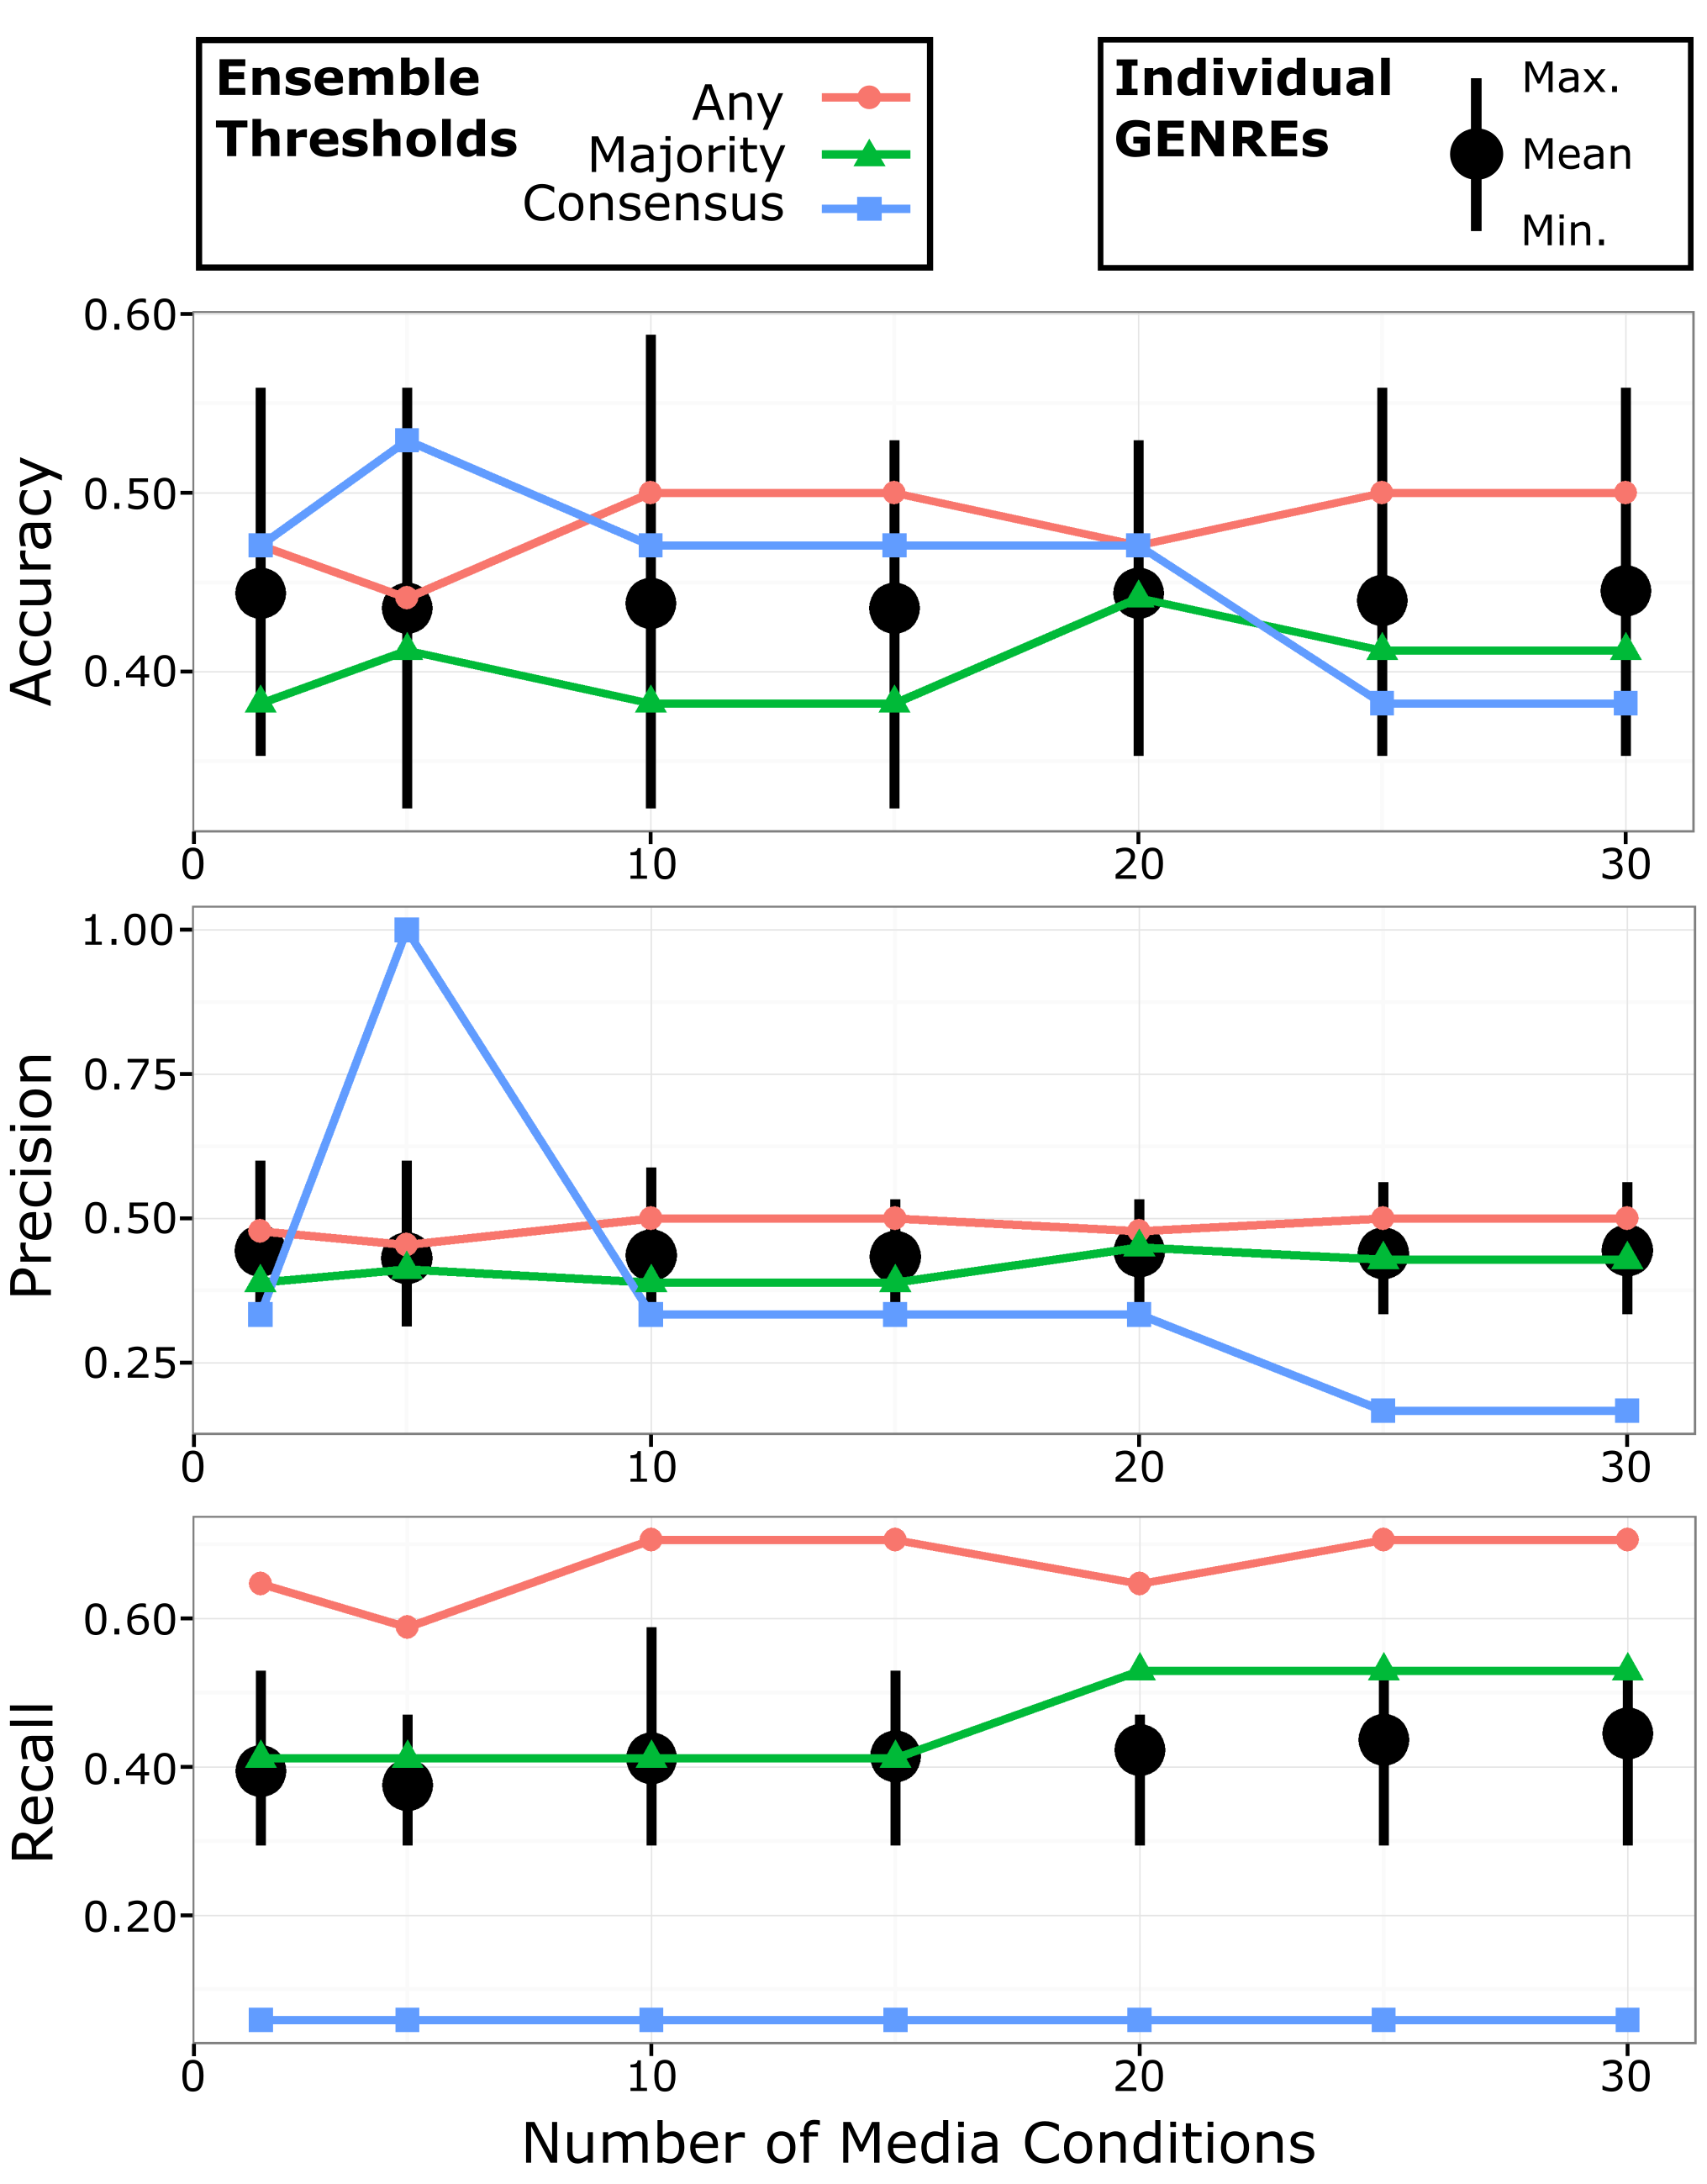 Ensemble
Thresholds
Any
Majority
Consensus
Individual
GENREs
Max.
Mean
Min.
Accuracy
0.60
0.50
0.40
0 10 20 30
Precision
1.00
0.75
0.50
0.25
0 10 20 30
Recall
0.60
0.40
0.20
0 10 20 30
Number of Media Conditions